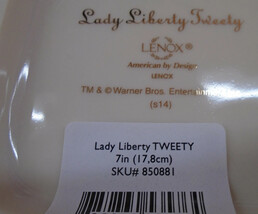 Lady Liberty Tweety
LENOX
American by Design
LENOX
TM & © Warner Bros.
(s14)
Lady Liberty TWEETY
7in (17,8cm)
SKU# 850881